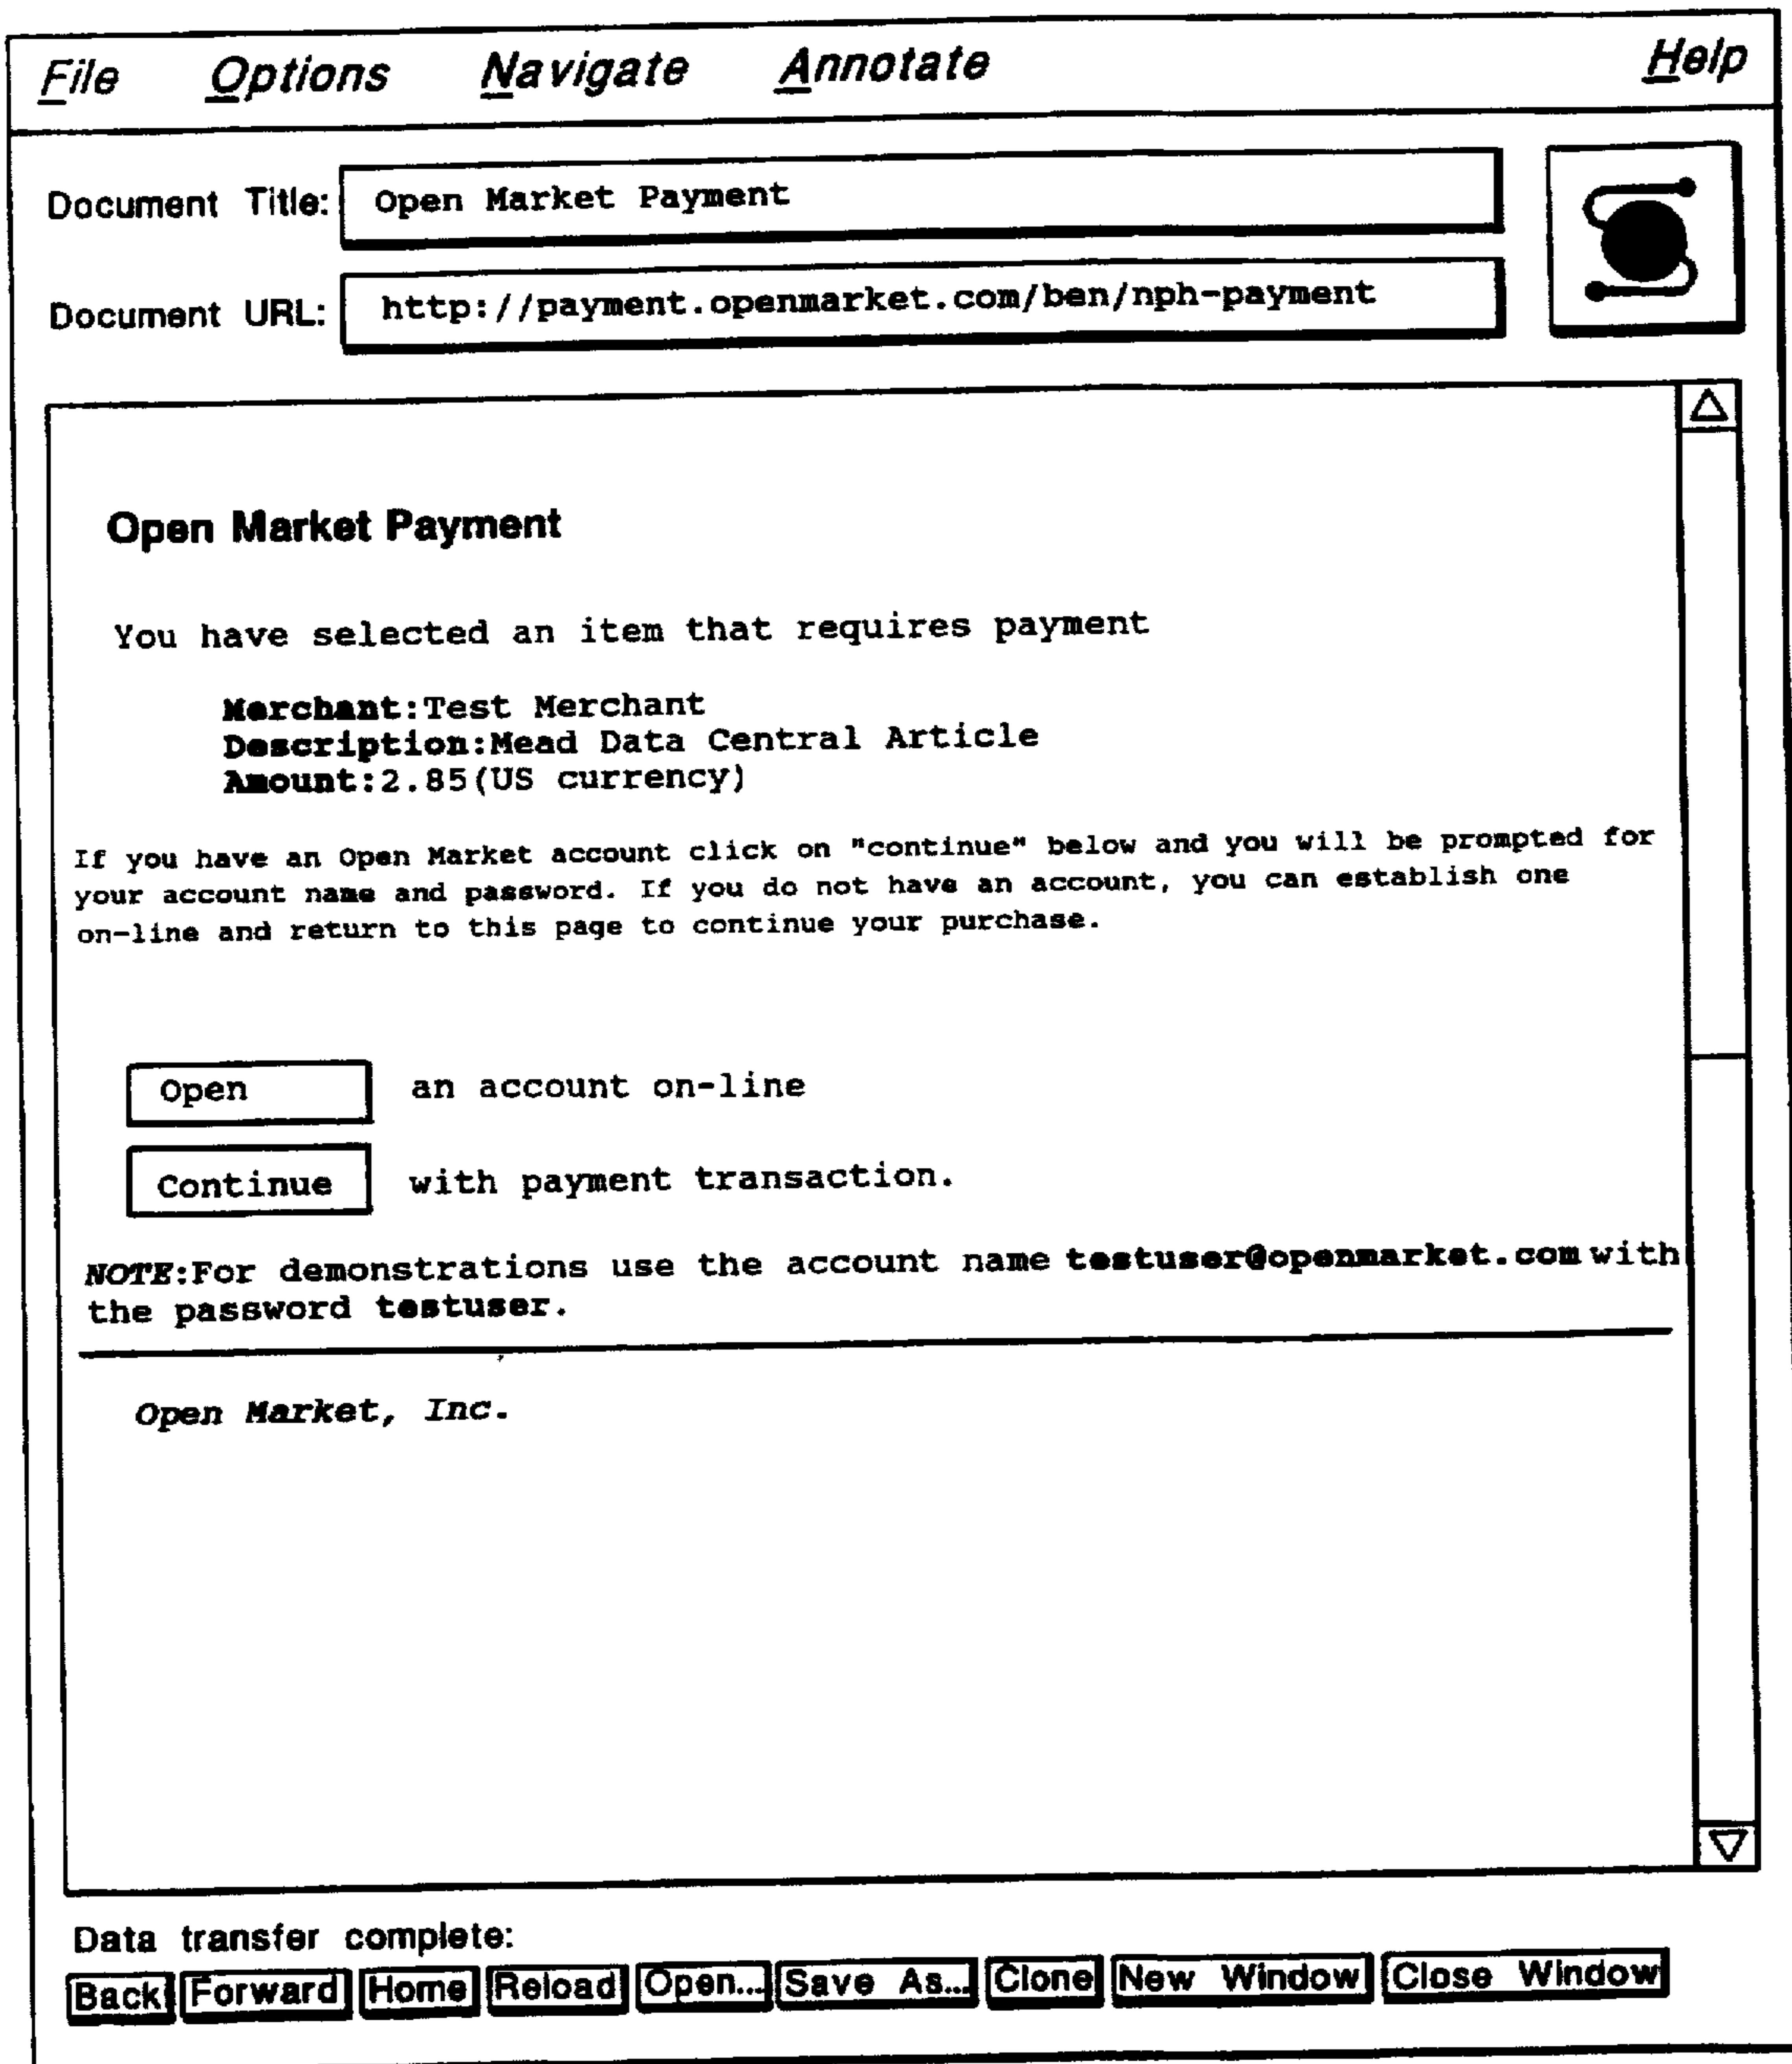 File Options Navigate Annotate Help
Document Title: Open Market Payment
Document URL: http://payment.openmarket.com/ben/nph-payment
Open Market Payment
You have selected an item that requires payment
Merchant:Test Merchant
Description:Mead Data Central Article
Amount:2.85(US currency)
If you have an Open Market account click on "continue" below and you will be prompted for
your account name and password. If you do not have an account, you can establish one
on-line and return to this page to continue your purchase.
Open an account on-line
Continue with payment transaction.
NOTE:For demonstrations use the account name testuser@openmarket.com with
the password testuser.
Open Market, Inc.
Data transfer complete:
Back Forward Home Reload Open... Save As... Clone New Window Close Window